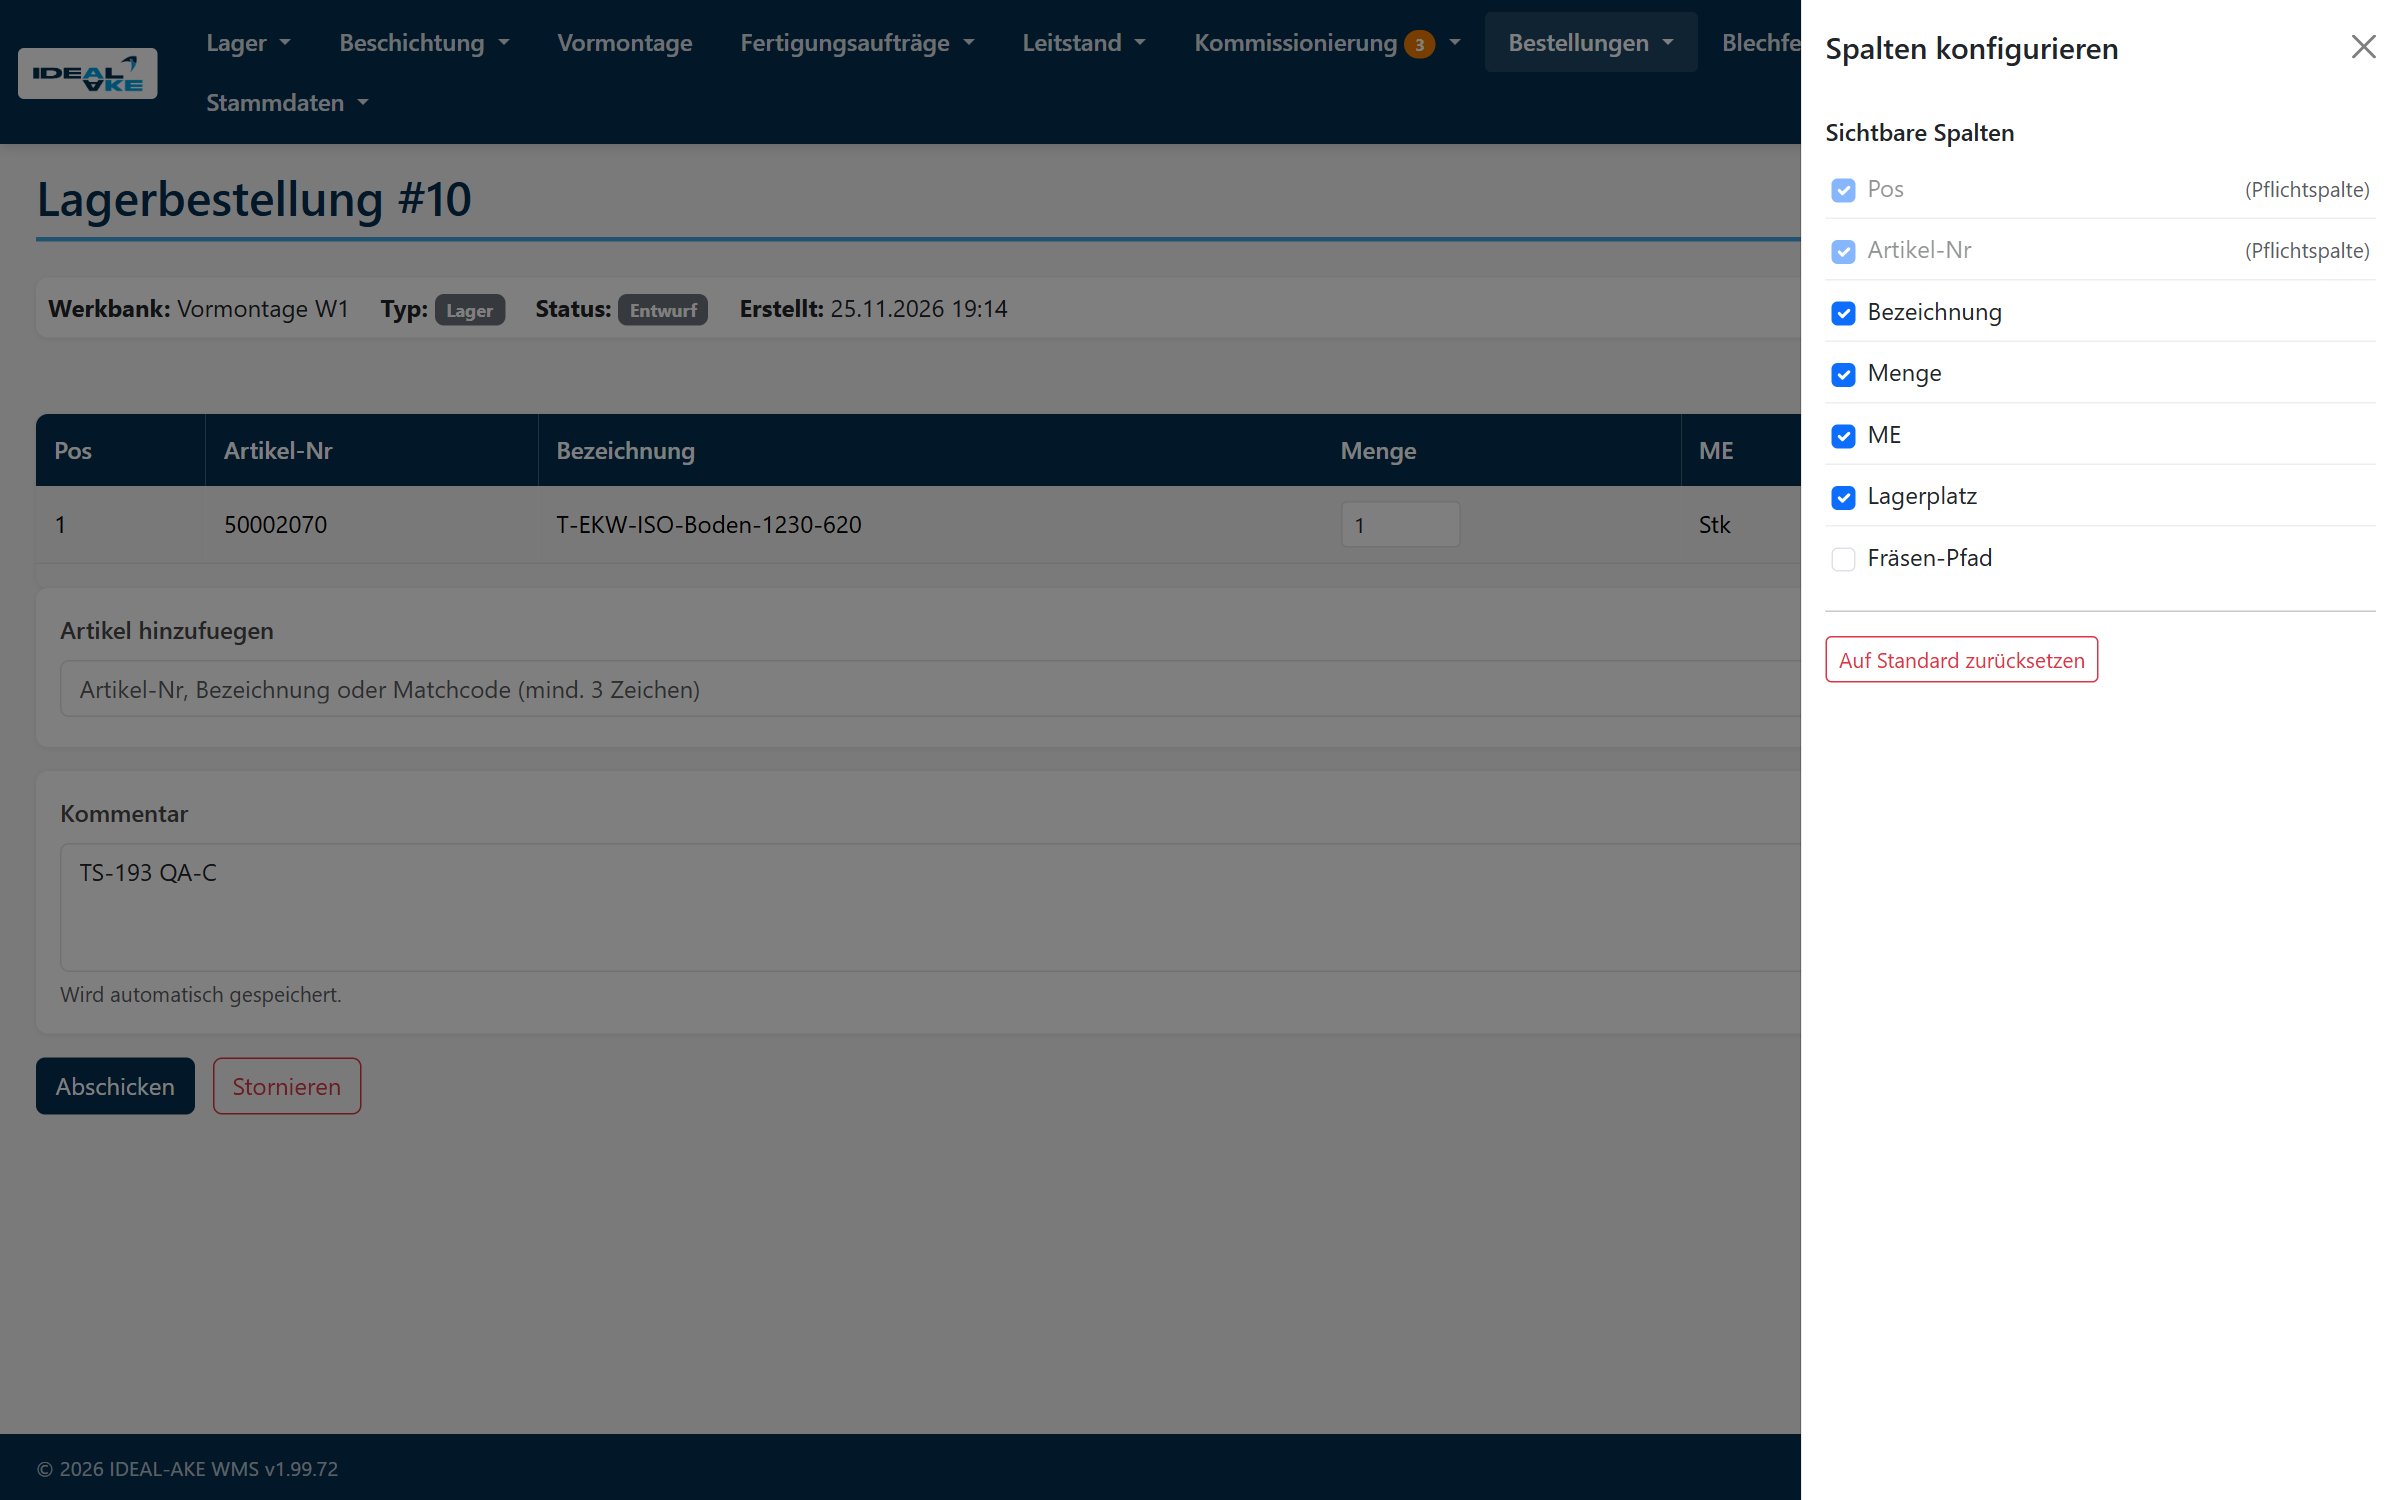 IDEAL AKE
Lager
Beschichtung
Vormontage
Fertigungsaufträge
Leitstand
Kommissionierung 3
Bestellungen
Blechfe
Stammdaten
Lagerbestellung #10
Werkbank: Vormontage W1 Typ: Lager Status: Entwurf Erstellt: 25.11.2026 19:14
Pos Artikel-Nr Bezeichnung Menge ME
1 50002070 T-EKW-ISO-Boden-1230-620 1 Stk
Artikel hinzufuegen
Artikel-Nr, Bezeichnung oder Matchcode (mind. 3 Zeichen)
Kommentar
TS-193 QA-C
Wird automatisch gespeichert.
Abschicken Stornieren
© 2026 IDEAL-AKE WMS v1.99.72
Spalten konfigurieren
Sichtbare Spalten
Pos (Pflichtspalte)
Artikel-Nr (Pflichtspalte)
Bezeichnung
Menge
ME
Lagerplatz
Fräsen-Pfad
Auf Standard zurücksetzen